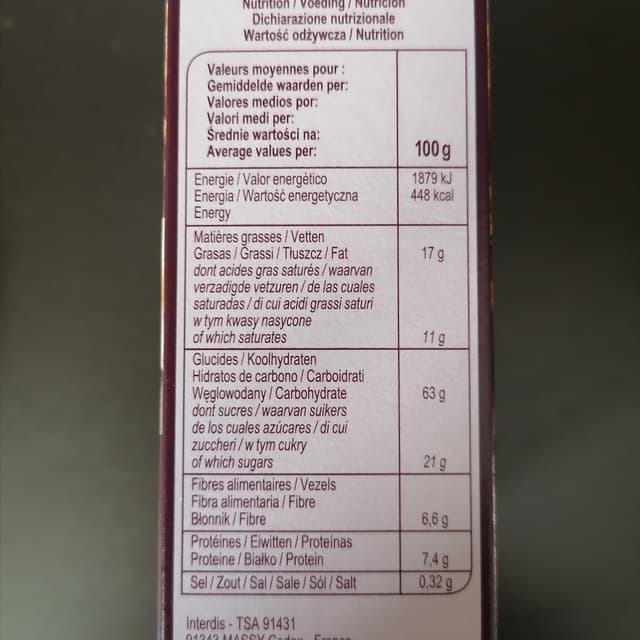 Nutrition / Voeding / Nutrición
Dichiarazione nutrizionale
Wartość odżywcza / Nutrition
Valeurs moyennes pour :
Gemiddelde waarden per:
Valores medios por:
Valori medi per:
Średnie wartości na:
Average values per:
100 g
Energie / Valor energético
Energia / Wartość energetyczna
Energy
1879 kJ
448 kcal
Matières grasses / Vetten
Grasas / Grassi / Tłuszcz / Fat
17 g
dont acides gras saturés / waarvan
verzadigde vetzuren / de las cuales
saturadas / di cui acidi grassi saturi
w tym kwasy nasycone
of which saturates
11 g
Glucides / Koolhydraten
Hidratos de carbono / Carboidrati
Węglowodany / Carbohydrate
63 g
dont sucres / waarvan suikers
de los cuales azúcares / di cui
zuccheri / w tym cukry
of which sugars
21 g
Fibres alimentaires / Vezels
Fibra alimentaria / Fibre
Błonnik / Fibre
6,6 g
Protéines / Eiwitten / Proteínas
Proteine / Białko / Protein
7,4 g
Sel / Zout / Sal / Sale / Sól / Salt
0,32 g
Interdis - TSA 91431
91343 MASSY Cedex - France